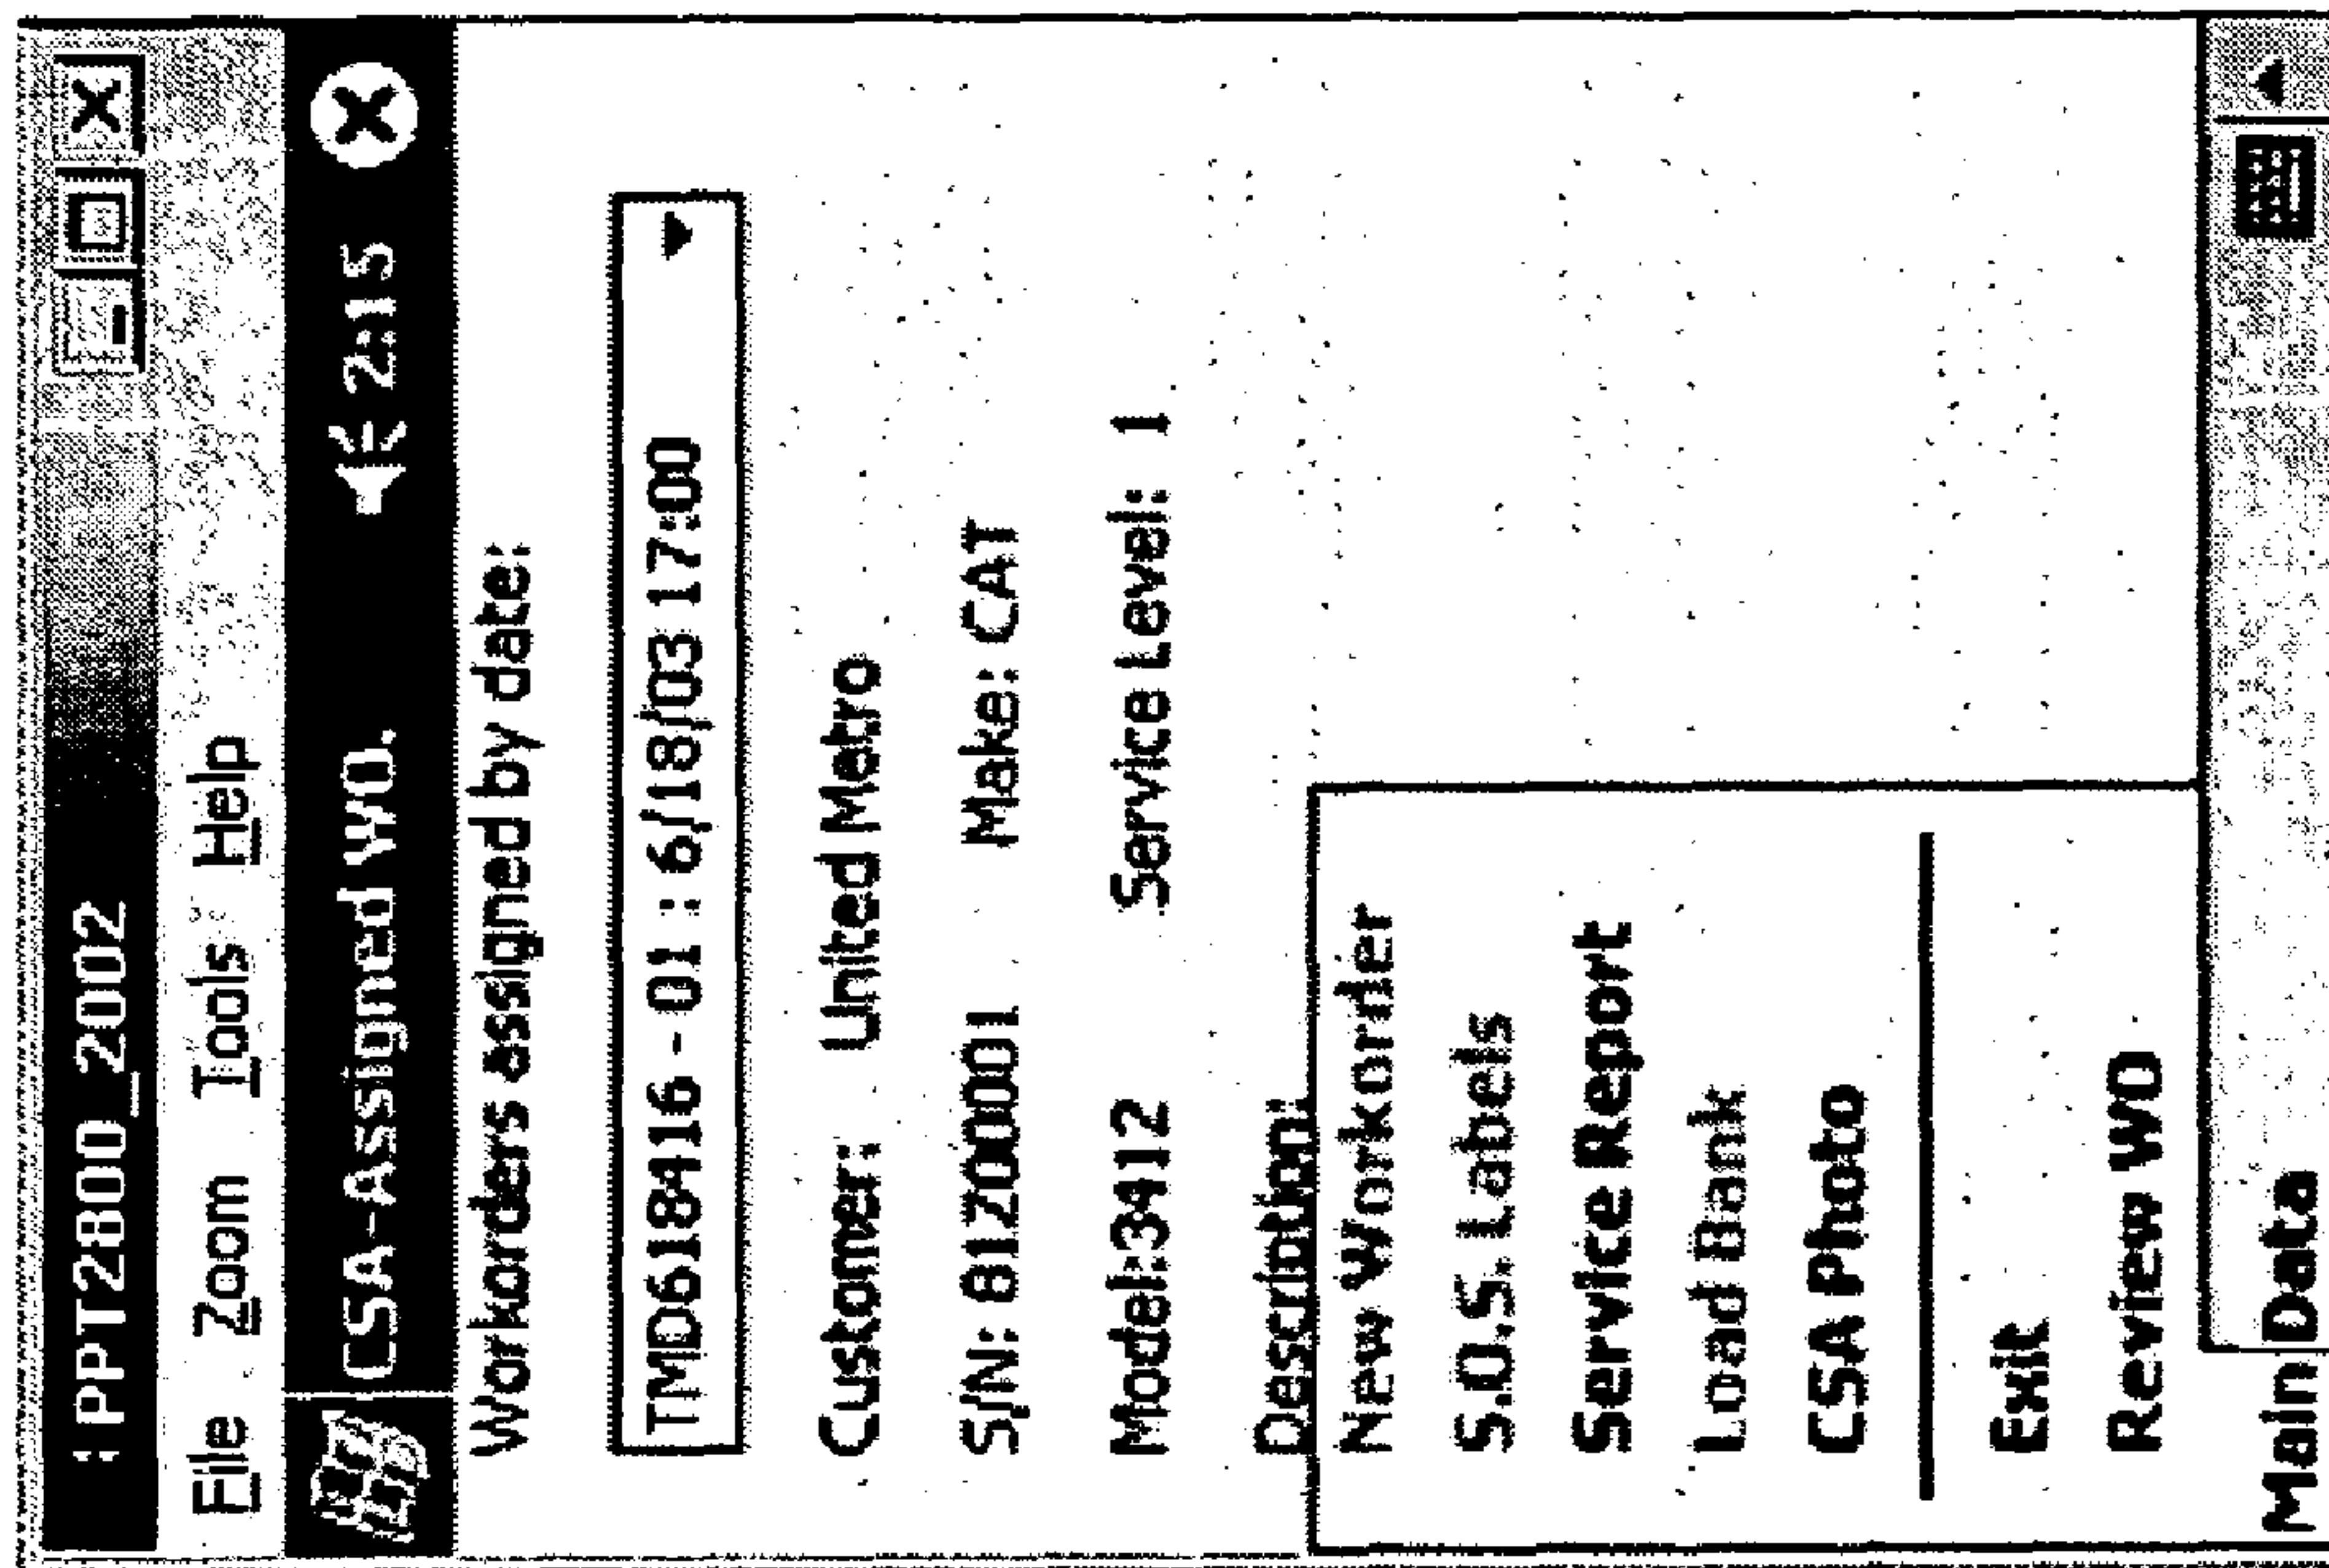 : PPT2800_2002
File Zoom Tools Help
CSA-Assigned WO. 2:15
Workorders assigned by date:
TMD618416 - 01 : 6/18/03 17:00
Customer: United Metro
S/N: 81Z00001 Make: CAT
Model:3412 Service Level: 1
Description:
New Workorder
S.O.S. Labels
Service Report
Load Bank
CSA Photo
Exit
Review WO
Main Data